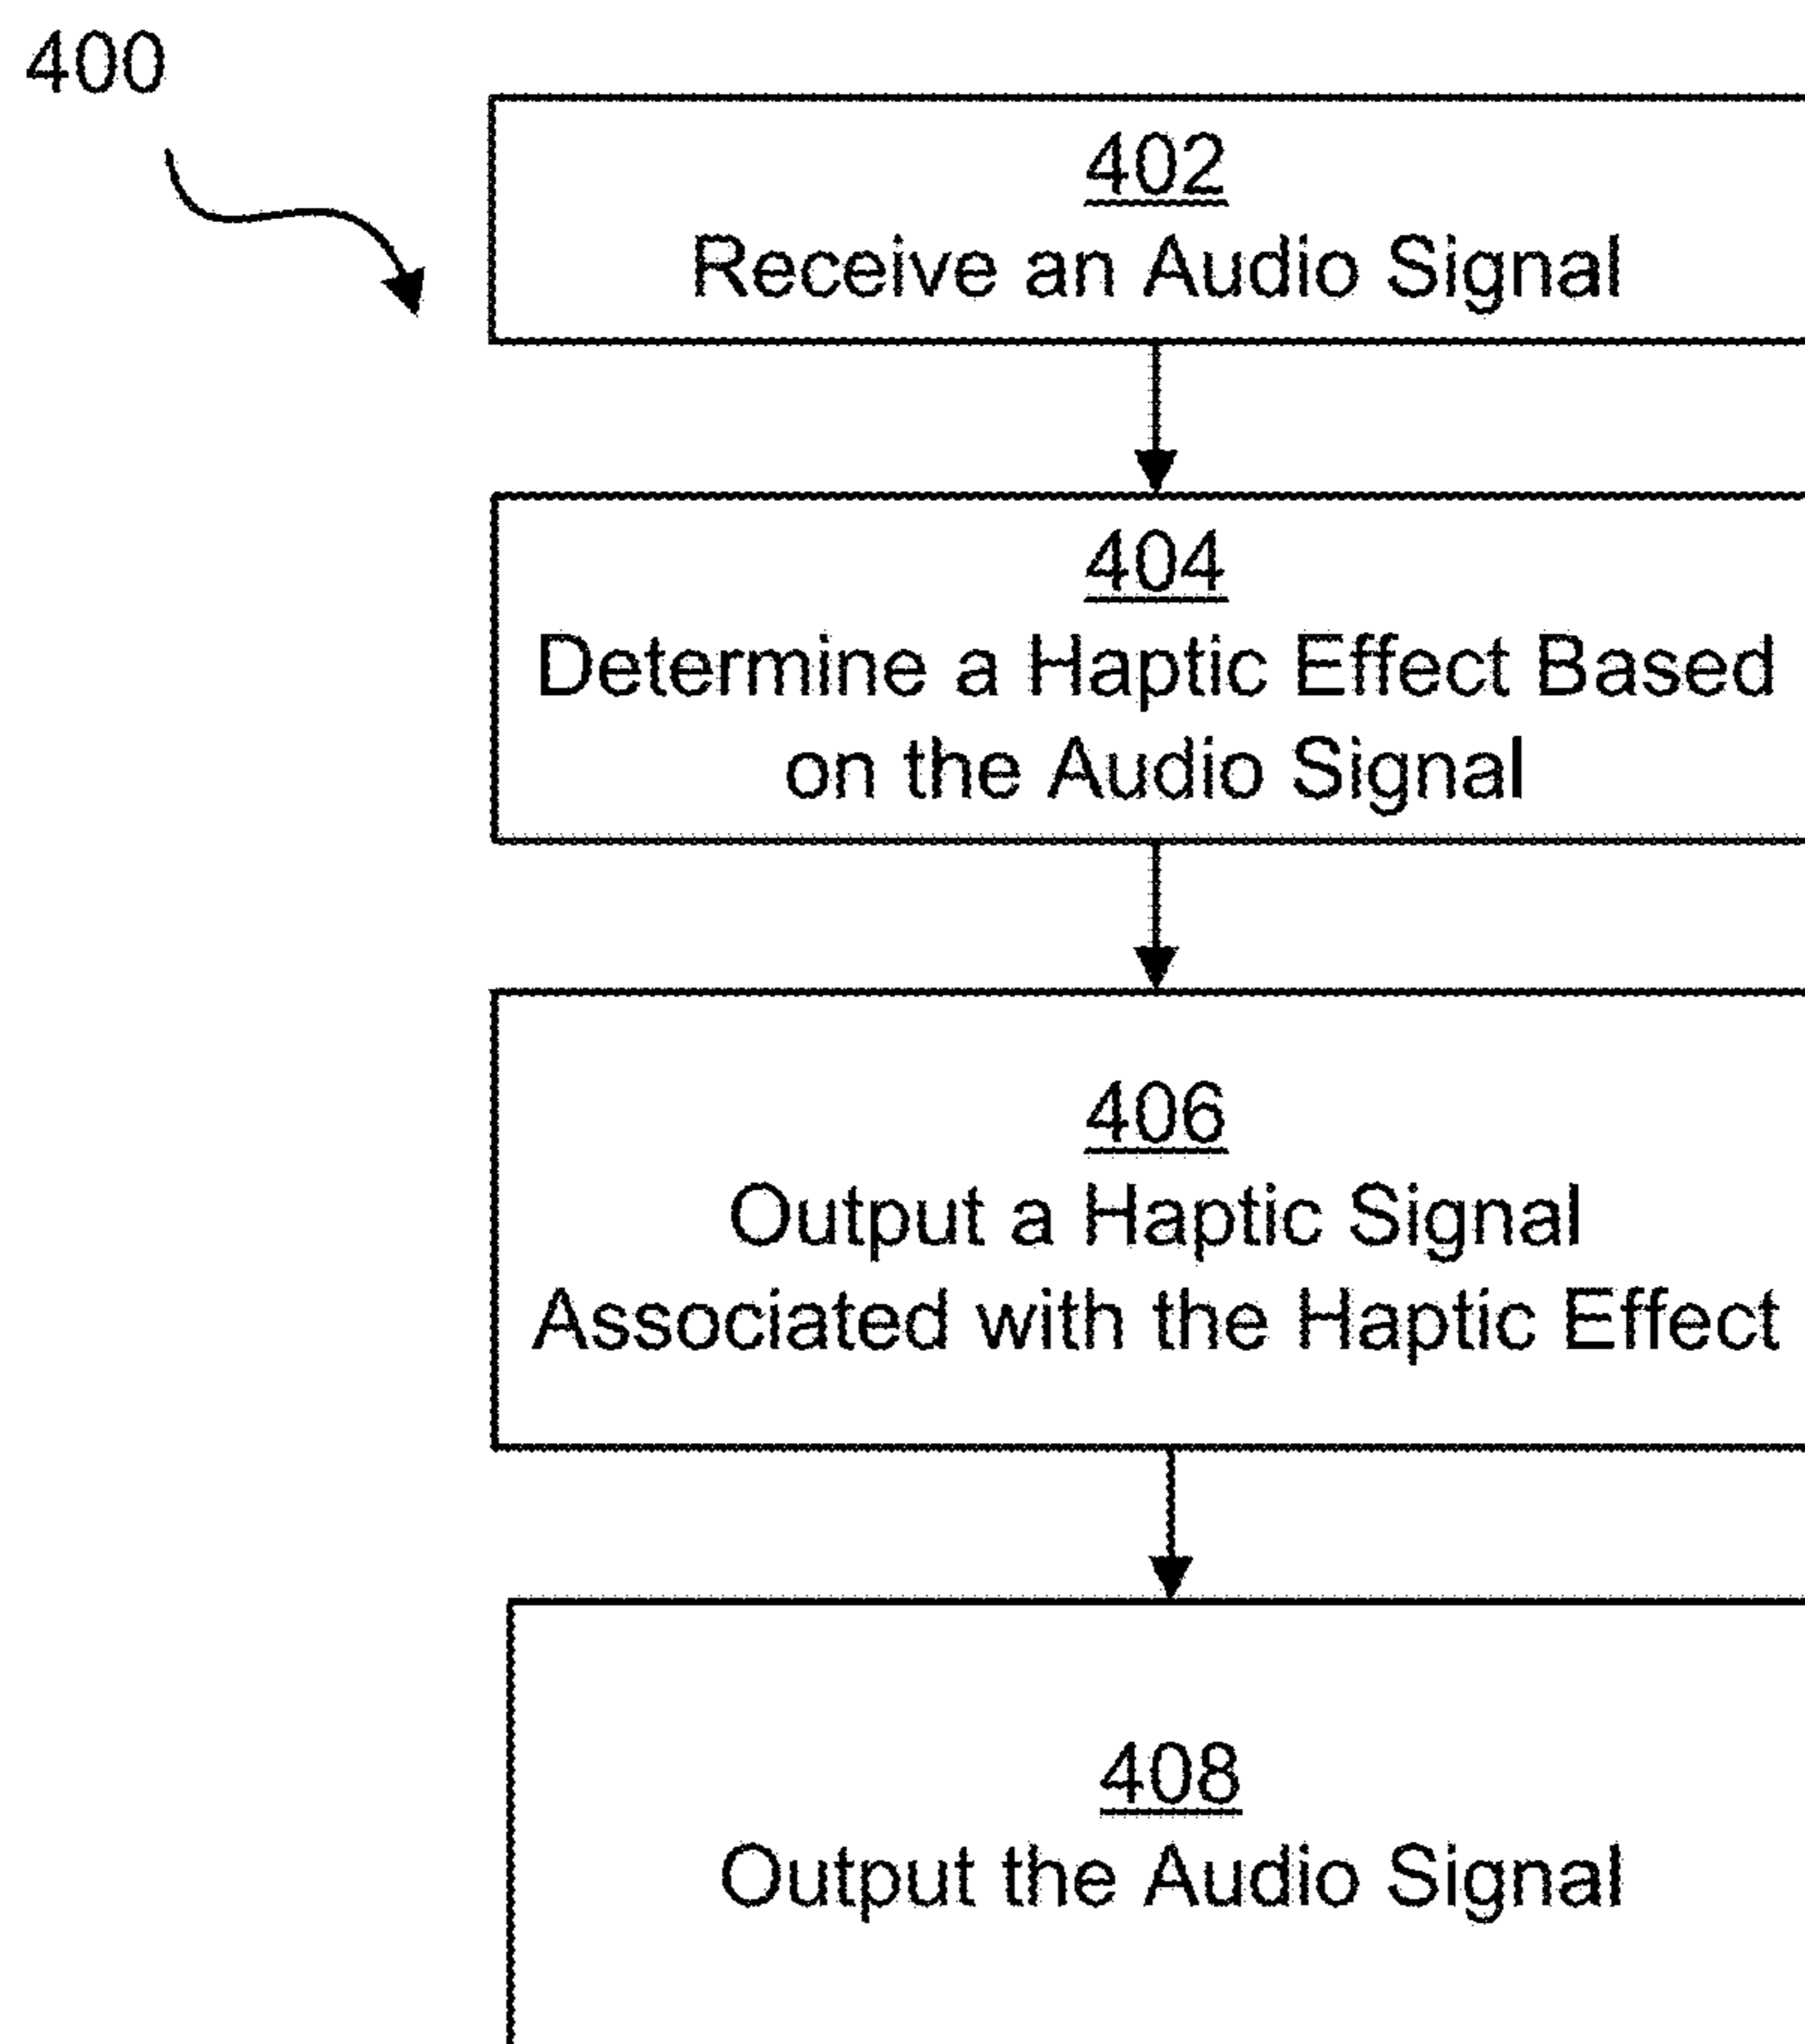 400
402
Receive an Audio Signal
404
Determine a Haptic Effect Based
on the Audio Signal
406
Output a Haptic Signal
Associated with the Haptic Effect
408
Output the Audio Signal